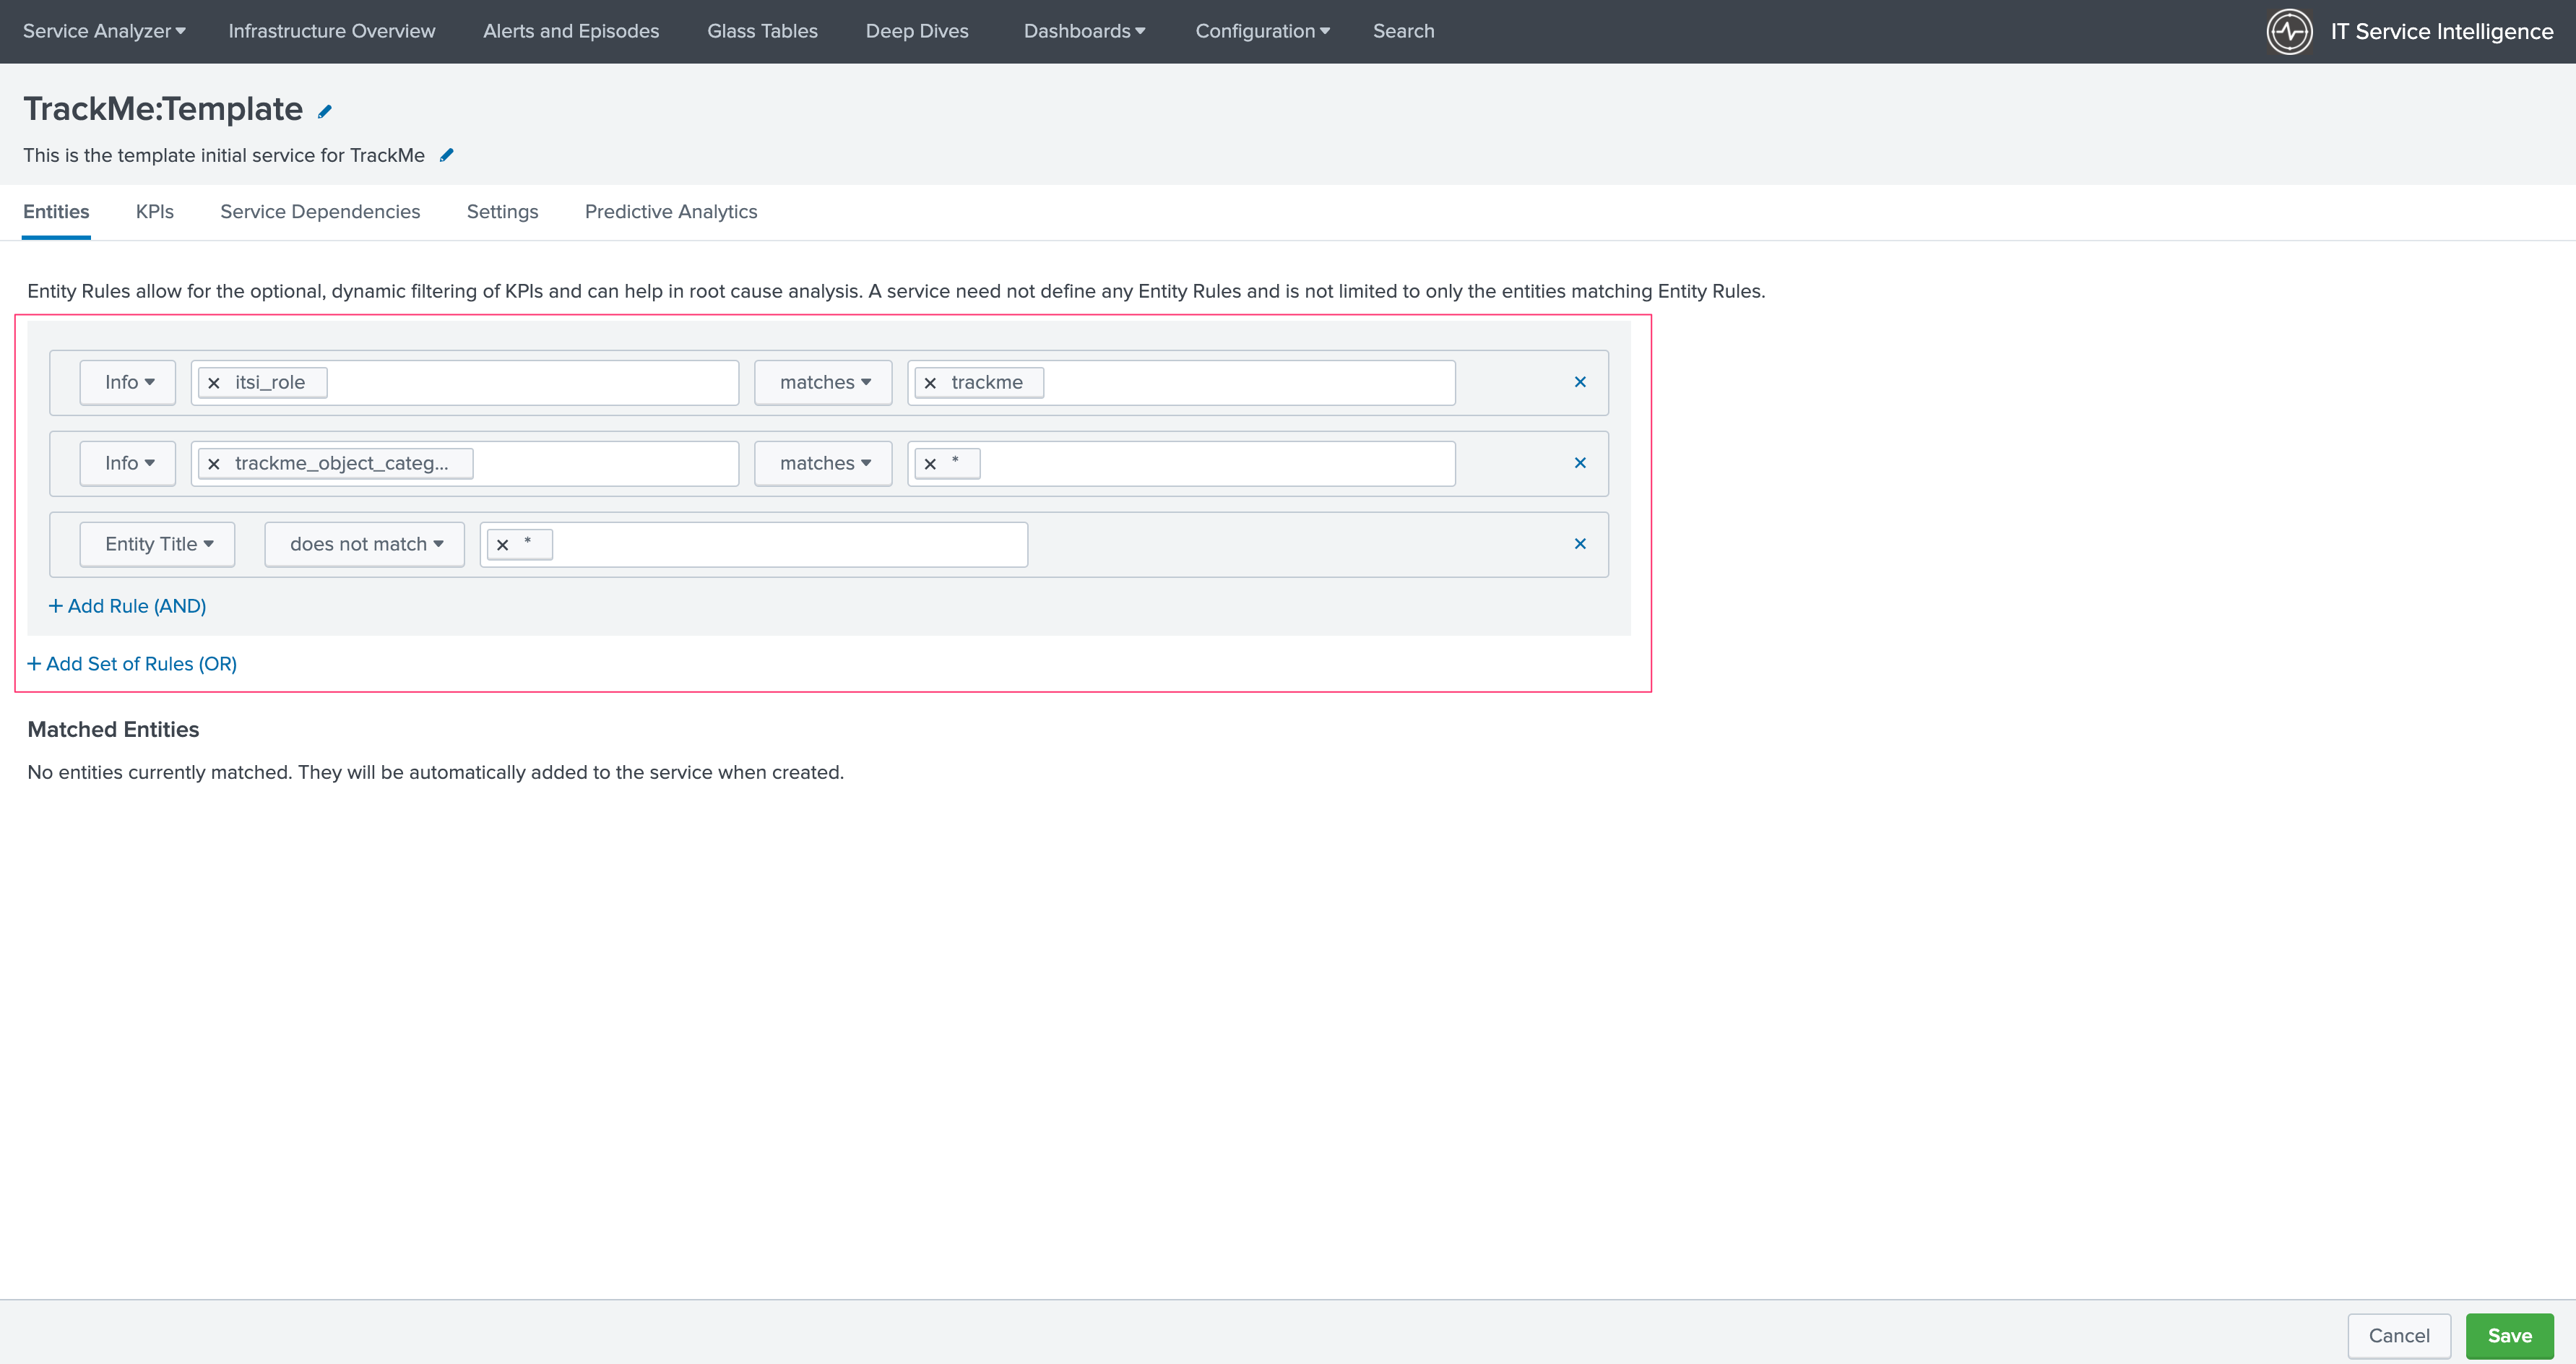 Service Analyzer Infrastructure Overview Alerts and Episodes Glass Tables Deep Dives Dashboards Configuration Search IT Service Intelligence
TrackMe:Template
This is the template initial service for TrackMe
Entities KPIs Service Dependencies Settings Predictive Analytics
Entity Rules allow for the optional, dynamic filtering of KPIs and can help in root cause analysis. A service need not define any Entity Rules and is not limited to only the entities matching Entity Rules.
Info itsi_role matches trackme
Info trackme_object_categ... matches *
Entity Title does not match *
+ Add Rule (AND)
+ Add Set of Rules (OR)
Matched Entities
No entities currently matched. They will be automatically added to the service when created.
Cancel Save